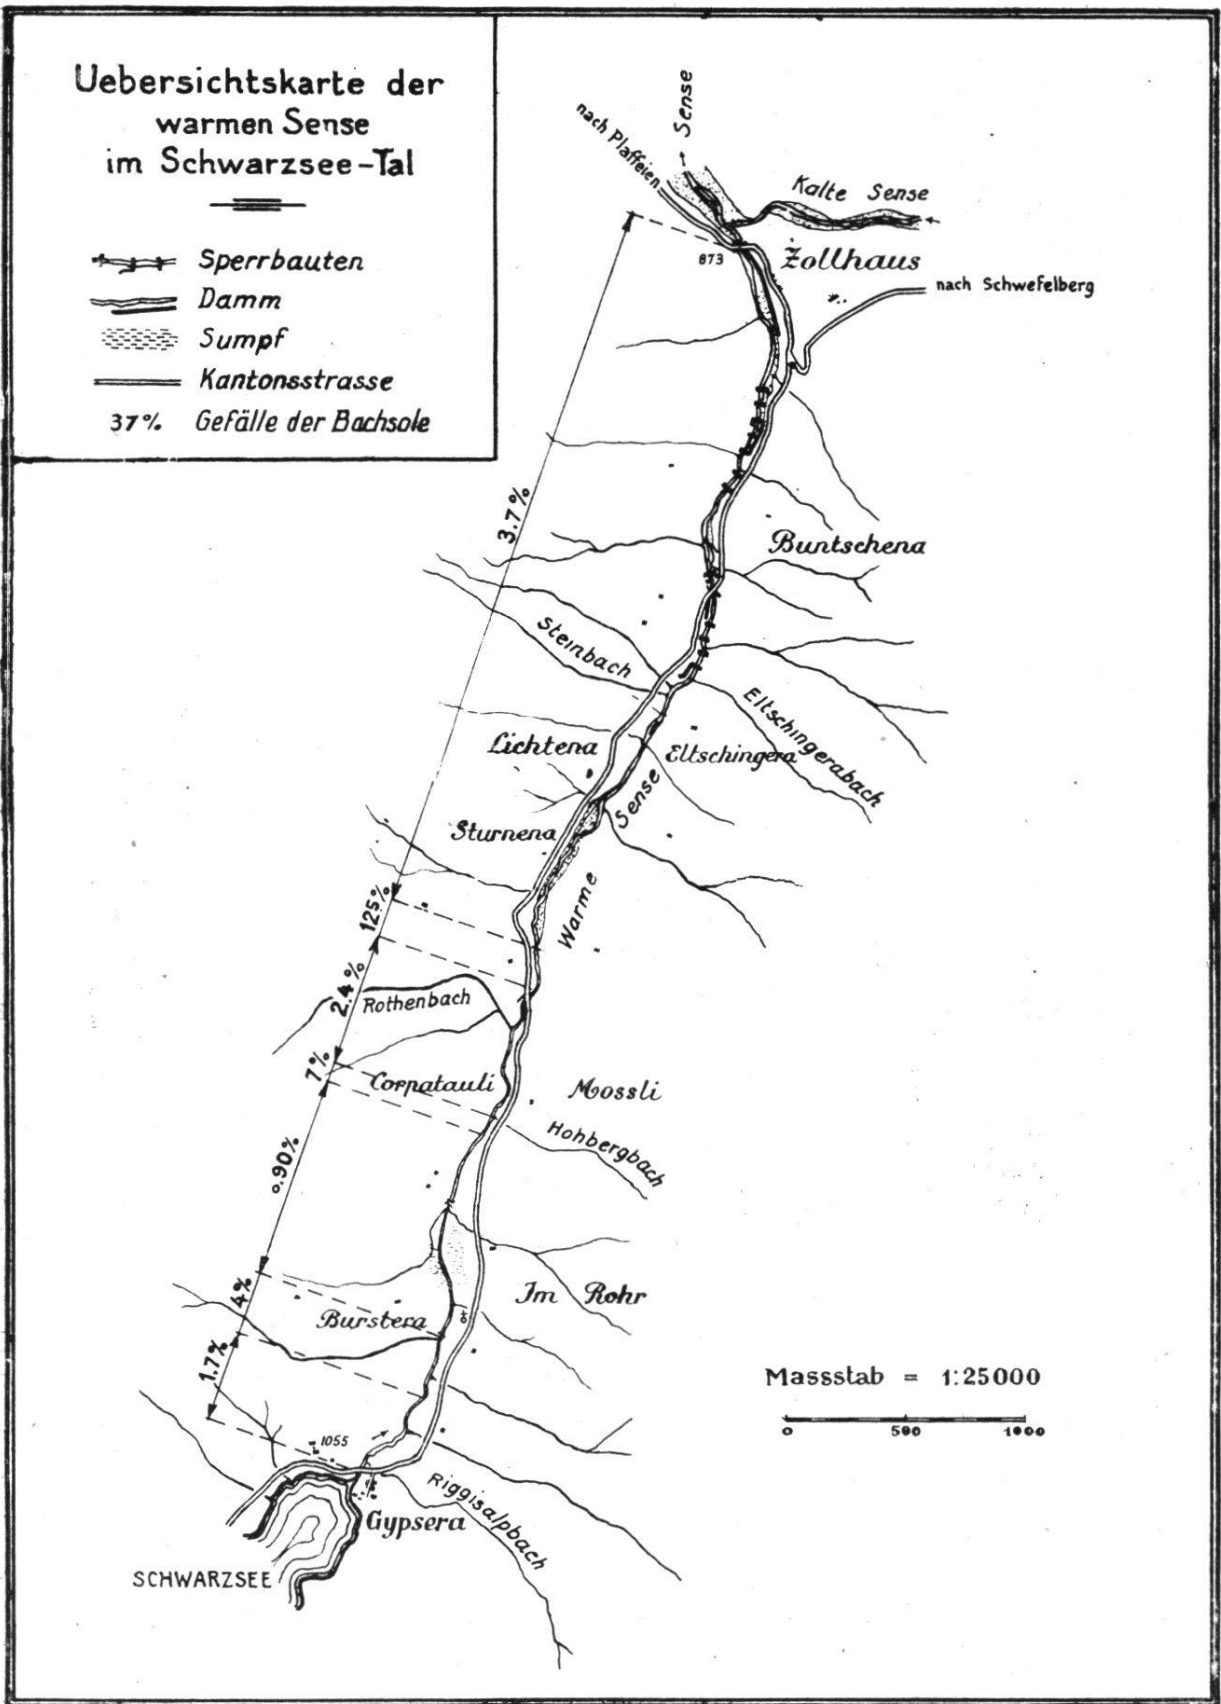 Uebersichtskarte der
warmen Sense
im Schwarzsee-Tal
Sperrbauten
Damm
Sumpf
Kantonsstrasse
37% Gefälle der Bachsole
nach Plaffeien
Sense
Kalte Sense
873
Zollhaus
nach Schwefelberg
3.7%
Buntschena
Steinbach
Eltschingerabach
Lichtena
Eltschingera
Warme Sense
Sturnena
125%
2.4%
Rothenbach
7%
Corpatauli
Mossli
Hohbergbach
0.90%
4%
Im Rohr
Burstera
1.7%
Massstab = 1:25000
0 500 1000
1055
Riggisalpbach
Gypsera
SCHWARZSEE